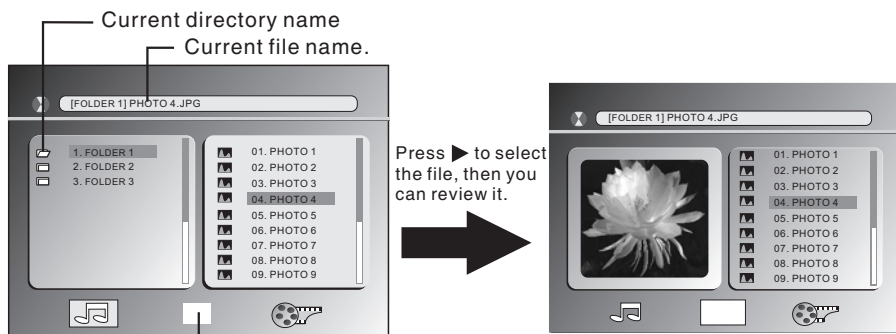 Current directory name
Current file name.
[FOLDER 1] PHOTO 4.JPG
1. FOLDER 1
2. FOLDER 2
3. FOLDER 3
01. PHOTO 1
02. PHOTO 2
03. PHOTO 3
04. PHOTO 4
05. PHOTO 5
06. PHOTO 6
07. PHOTO 7
08. PHOTO 8
09. PHOTO 9
Press ▶ to select
the file, then you
can review it.
[FOLDER 1] PHOTO 4.JPG
01. PHOTO 1
02. PHOTO 2
03. PHOTO 3
04. PHOTO 4
05. PHOTO 5
06. PHOTO 6
07. PHOTO 7
08. PHOTO 8
09. PHOTO 9